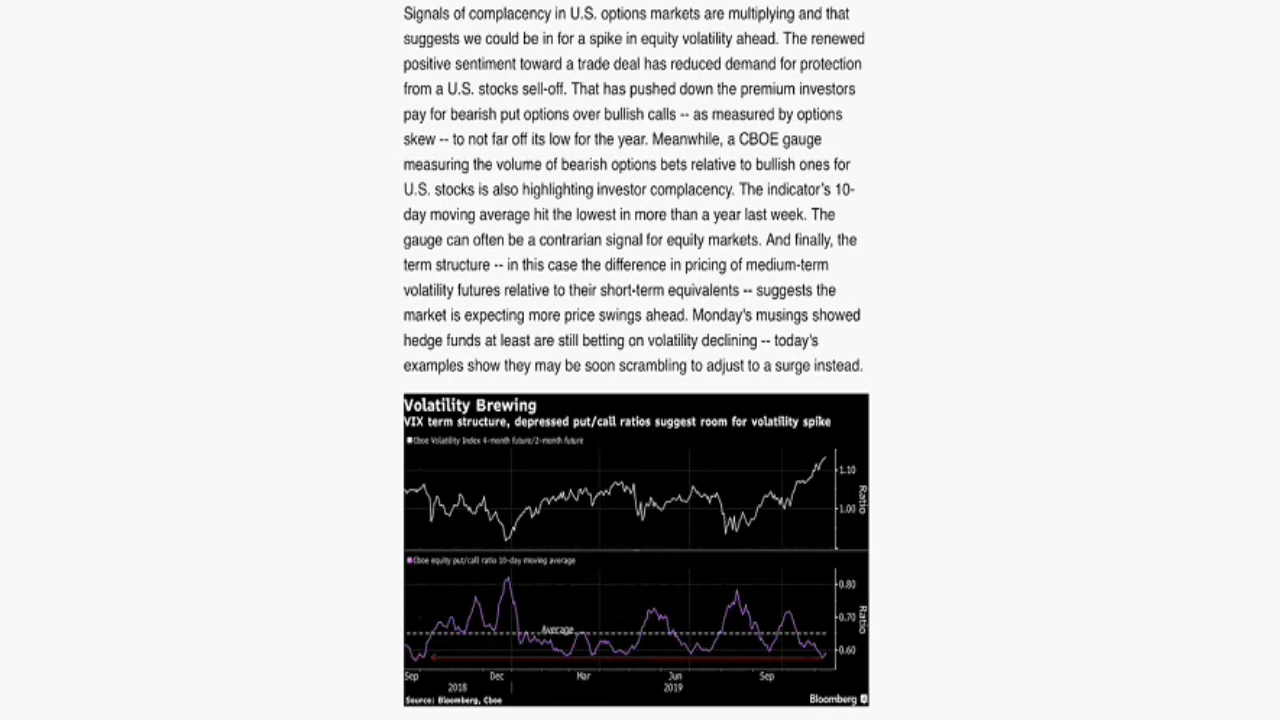 Signals of complacency in U.S. options markets are multiplying and that
suggests we could be in for a spike in equity volatility ahead. The renewed
positive sentiment toward a trade deal has reduced demand for protection
from a U.S. stocks sell-off. That has pushed down the premium investors
pay for bearish put options over bullish calls -- as measured by options
skew -- to not far off its low for the year. Meanwhile, a CBOE gauge
measuring the volume of bearish options bets relative to bullish ones for
U.S. stocks is also highlighting investor complacency. The indicator's 10-
day moving average hit the lowest in more than a year last week. The
gauge can often be a contrarian signal for equity markets. And finally, the
term structure -- in this case the difference in pricing of medium-term
volatility futures relative to their short-term equivalents -- suggests the
market is expecting more price swings ahead. Monday's musings showed
hedge funds at least are still betting on volatility declining -- today's
examples show they may be soon scrambling to adjust to a surge instead.
Volatility Brewing
VIX term structure, depressed put/call ratios suggest room for volatility spike
Cboe Volatility Index 4-month future/2-month future
1.10
1.00
Ratio
Cboe equity put/call ratio 10-day moving average
0.80
0.70
0.60
Ratio
Average
Sep Dec Mar Jun Sep
2018 2019
Source: Bloomberg, Cboe Bloomberg